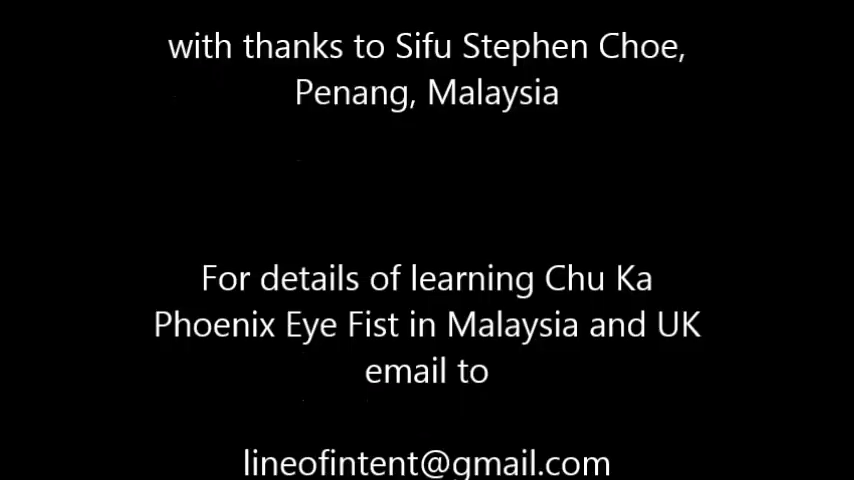 with thanks to Sifu Stephen Choe,
Penang, Malaysia
For details of learning Chu Ka
Phoenix Eye Fist in Malaysia and UK
email to
lineofintent@gmail.com